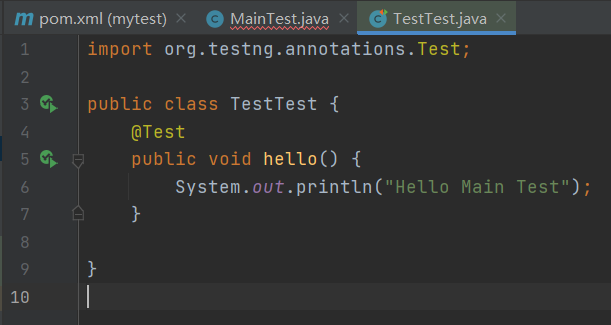 m pom.xml (mytest) × C MainTest.java × C TestTest.java ×
1 import org.testng.annotations.Test;
2
3 public class TestTest {
4 @Test
5 public void hello() {
6 System.out.println("Hello Main Test");
7 }
8
9 }
10